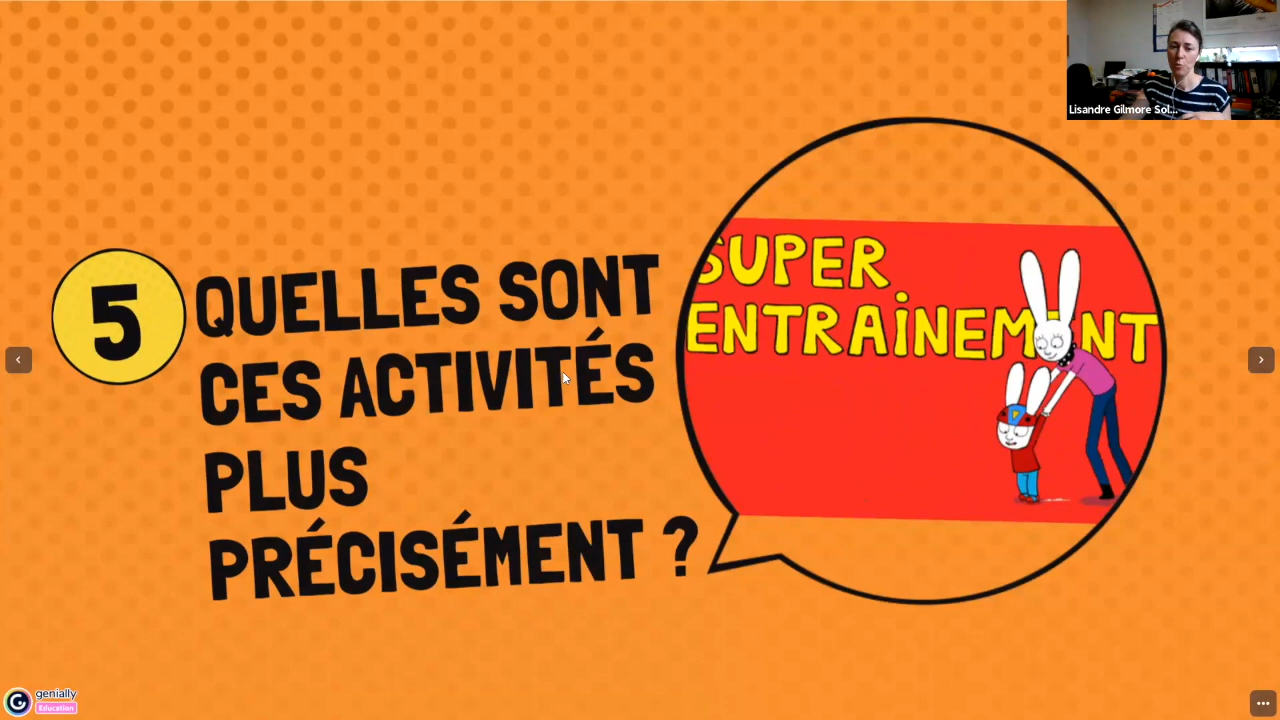 Lisandre Gilmore Sol...
5
QUELLES SONT
CES ACTIVITÉS
PLUS
PRÉCISÉMENT ?
SUPER
ENTRAiNEMENT
genially
Education